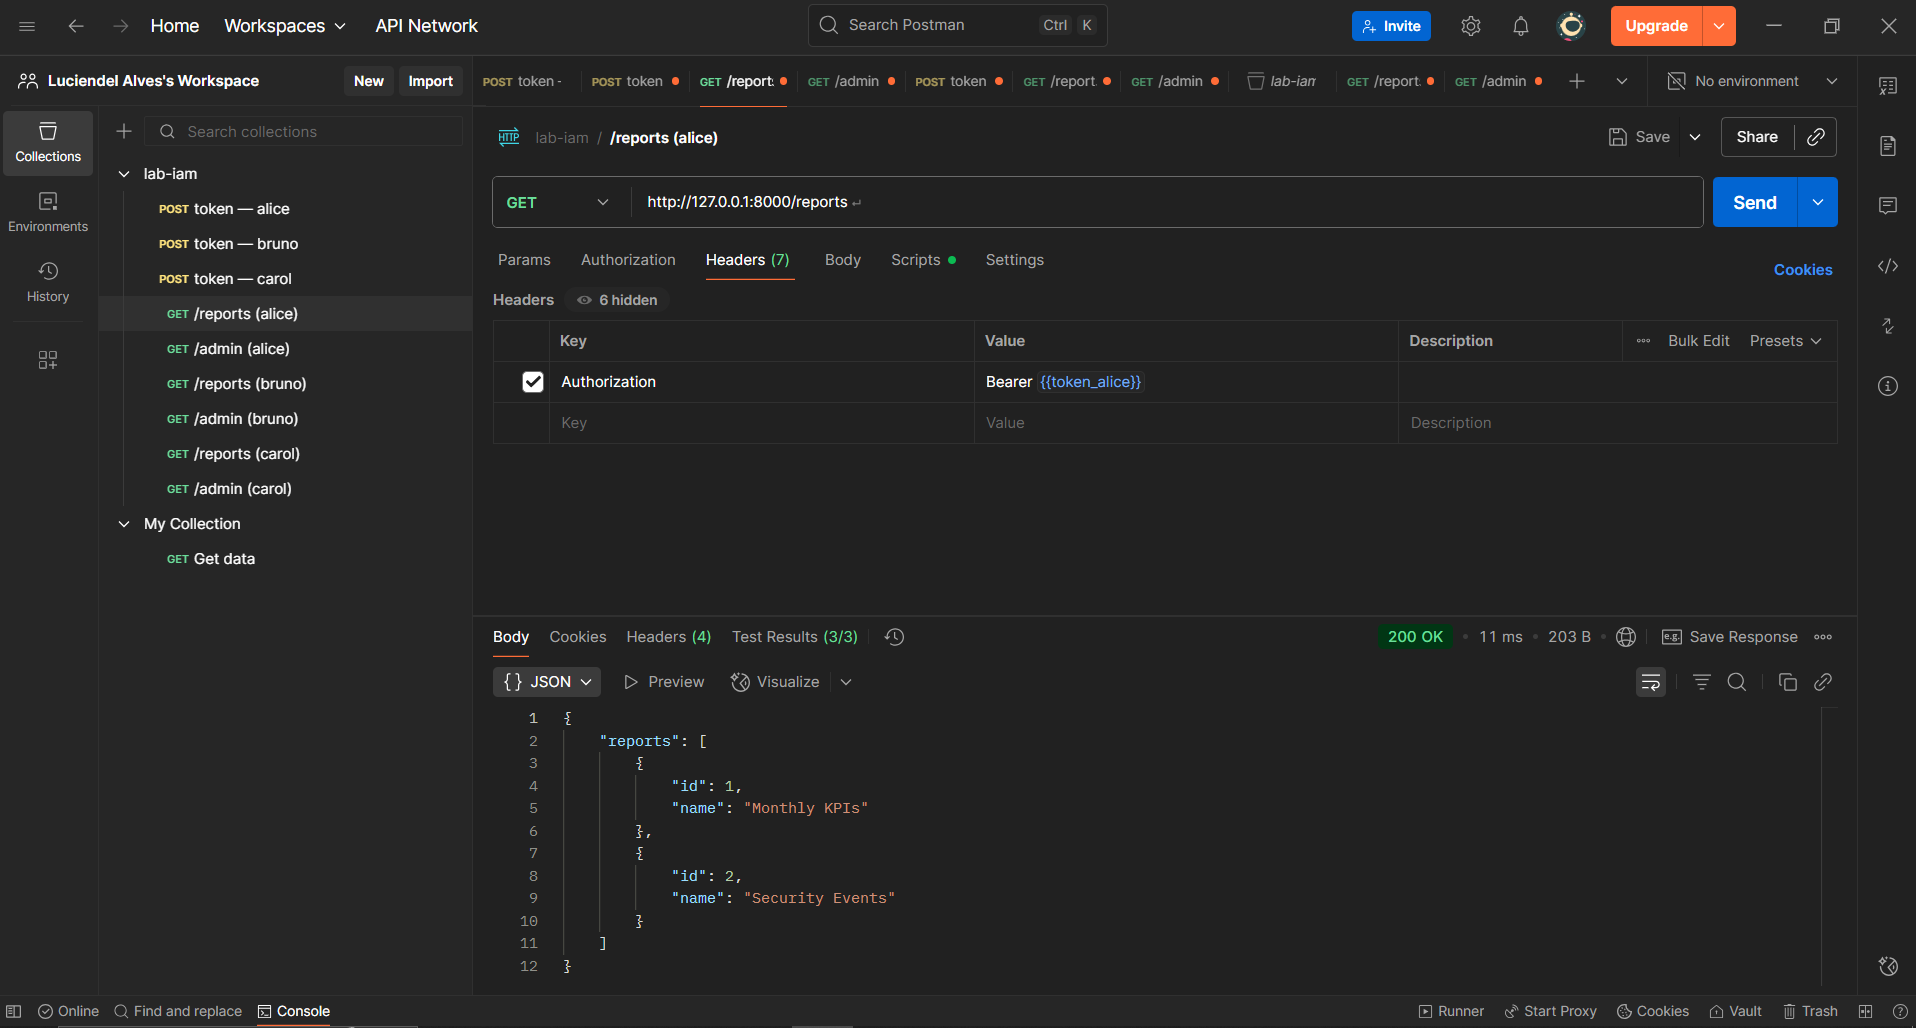 Home Workspaces API Network Search Postman Ctrl K Invite Upgrade
Luciendel Alves's Workspace New Import
POST token - POST token GET /report: GET /admin POST token GET /report. GET /admin lab-iam GET /report. GET /admin No environment
Collections
Environments
History
Search collections
lab-iam
POST token — alice
POST token — bruno
POST token — carol
GET /reports (alice)
GET /admin (alice)
GET /reports (bruno)
GET /admin (bruno)
GET /reports (carol)
GET /admin (carol)
My Collection
GET Get data
HTTP lab-iam / /reports (alice) Save Share
GET http://127.0.0.1:8000/reports Send
Params Authorization Headers (7) Body Scripts Settings Cookies
Headers 6 hidden
Key Value Description Bulk Edit Presets
Authorization Bearer {{token_alice}}
Key Value Description
Body Cookies Headers (4) Test Results (3/3) 200 OK • 11 ms • 203 B • e.g. Save Response
{} JSON Preview Visualize
1 {
2 "reports": [
3 {
4 "id": 1,
5 "name": "Monthly KPIs"
6 },
7 {
8 "id": 2,
9 "name": "Security Events"
10 }
11 ]
12 }
Online Find and replace Console Runner Start Proxy Cookies Vault Trash